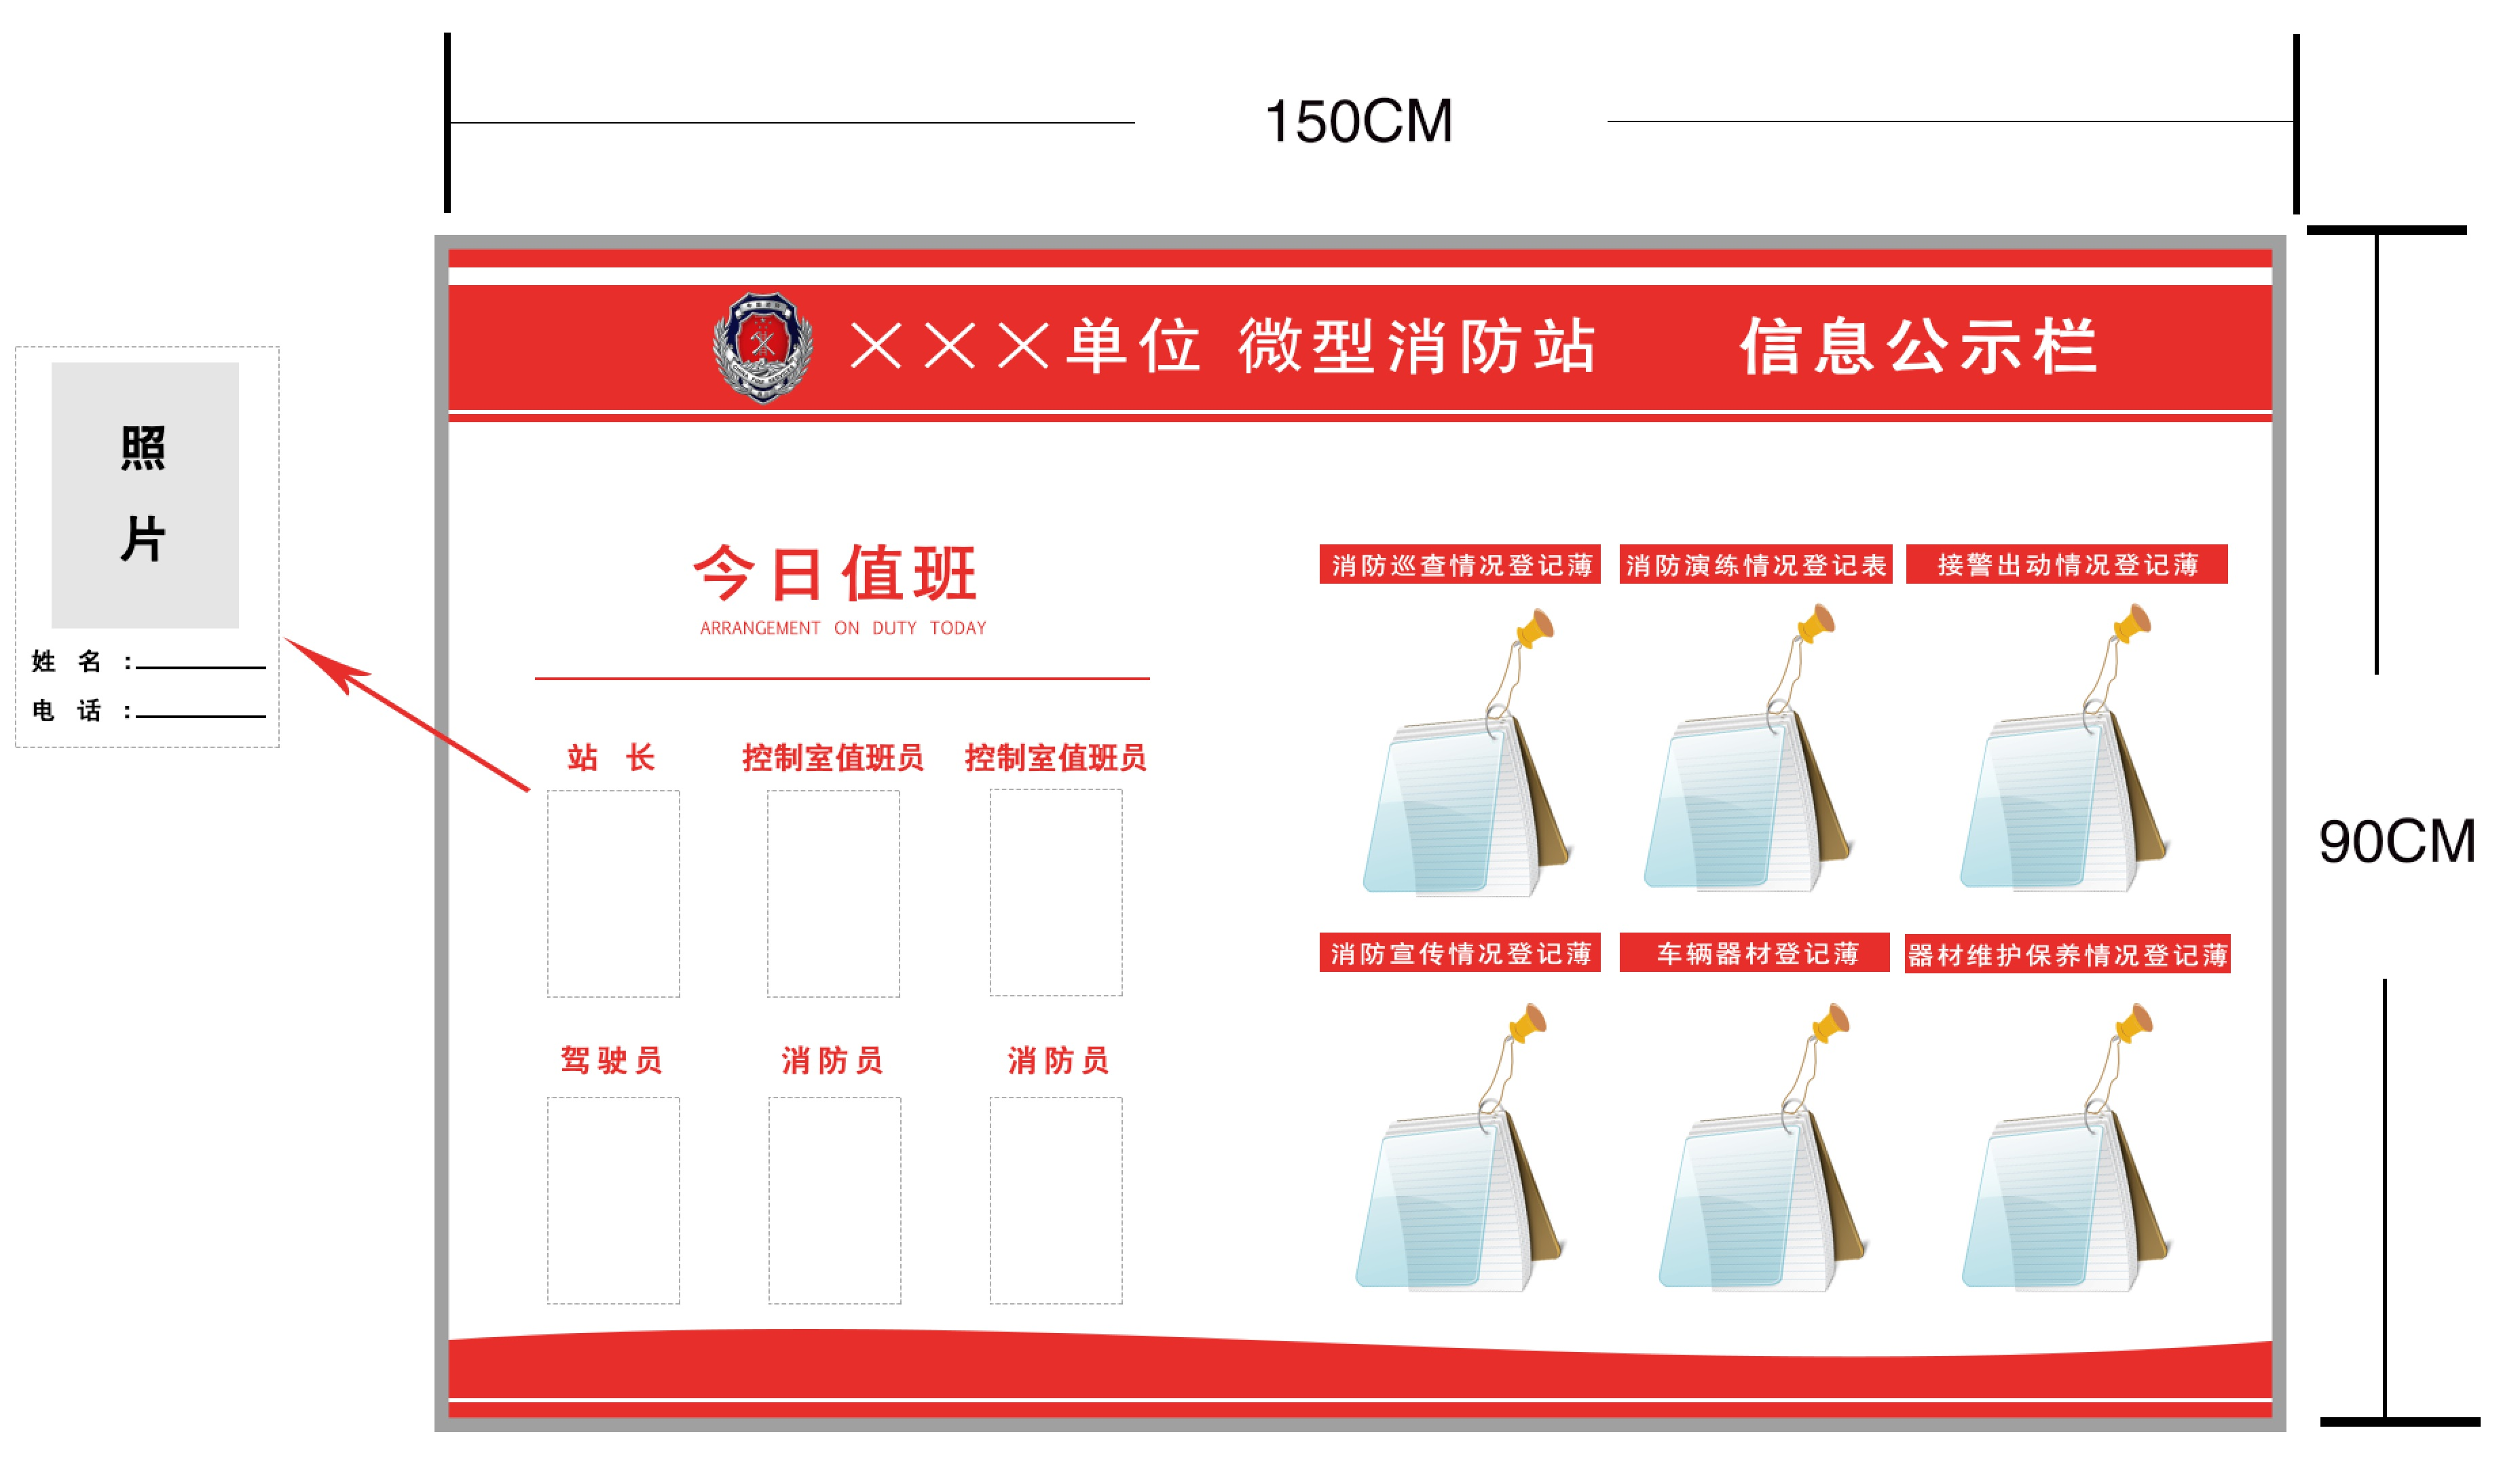 150CM
×××单位 微型消防站 信息公示栏
照
片
姓 名 :
电 话 :
今日值班
ARRANGEMENT ON DUTY TODAY
站 长 控制室值班员 控制室值班员
驾驶员 消防员 消防员
消防巡查情况登记薄 消防演练情况登记表 接警出动情况登记薄
消防宣传情况登记薄 车辆器材登记薄 器材维护保养情况登记薄
90CM